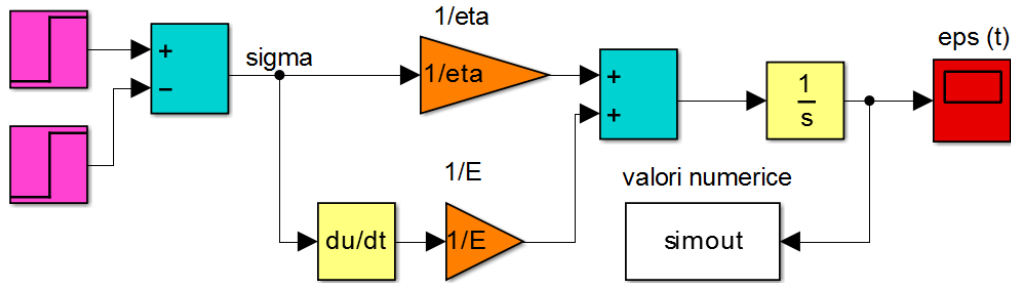 1/eta
eps (t)
+
−
sigma
1/eta
+
+
1
s
1/E
valori numerice
du/dt
1/E
simout